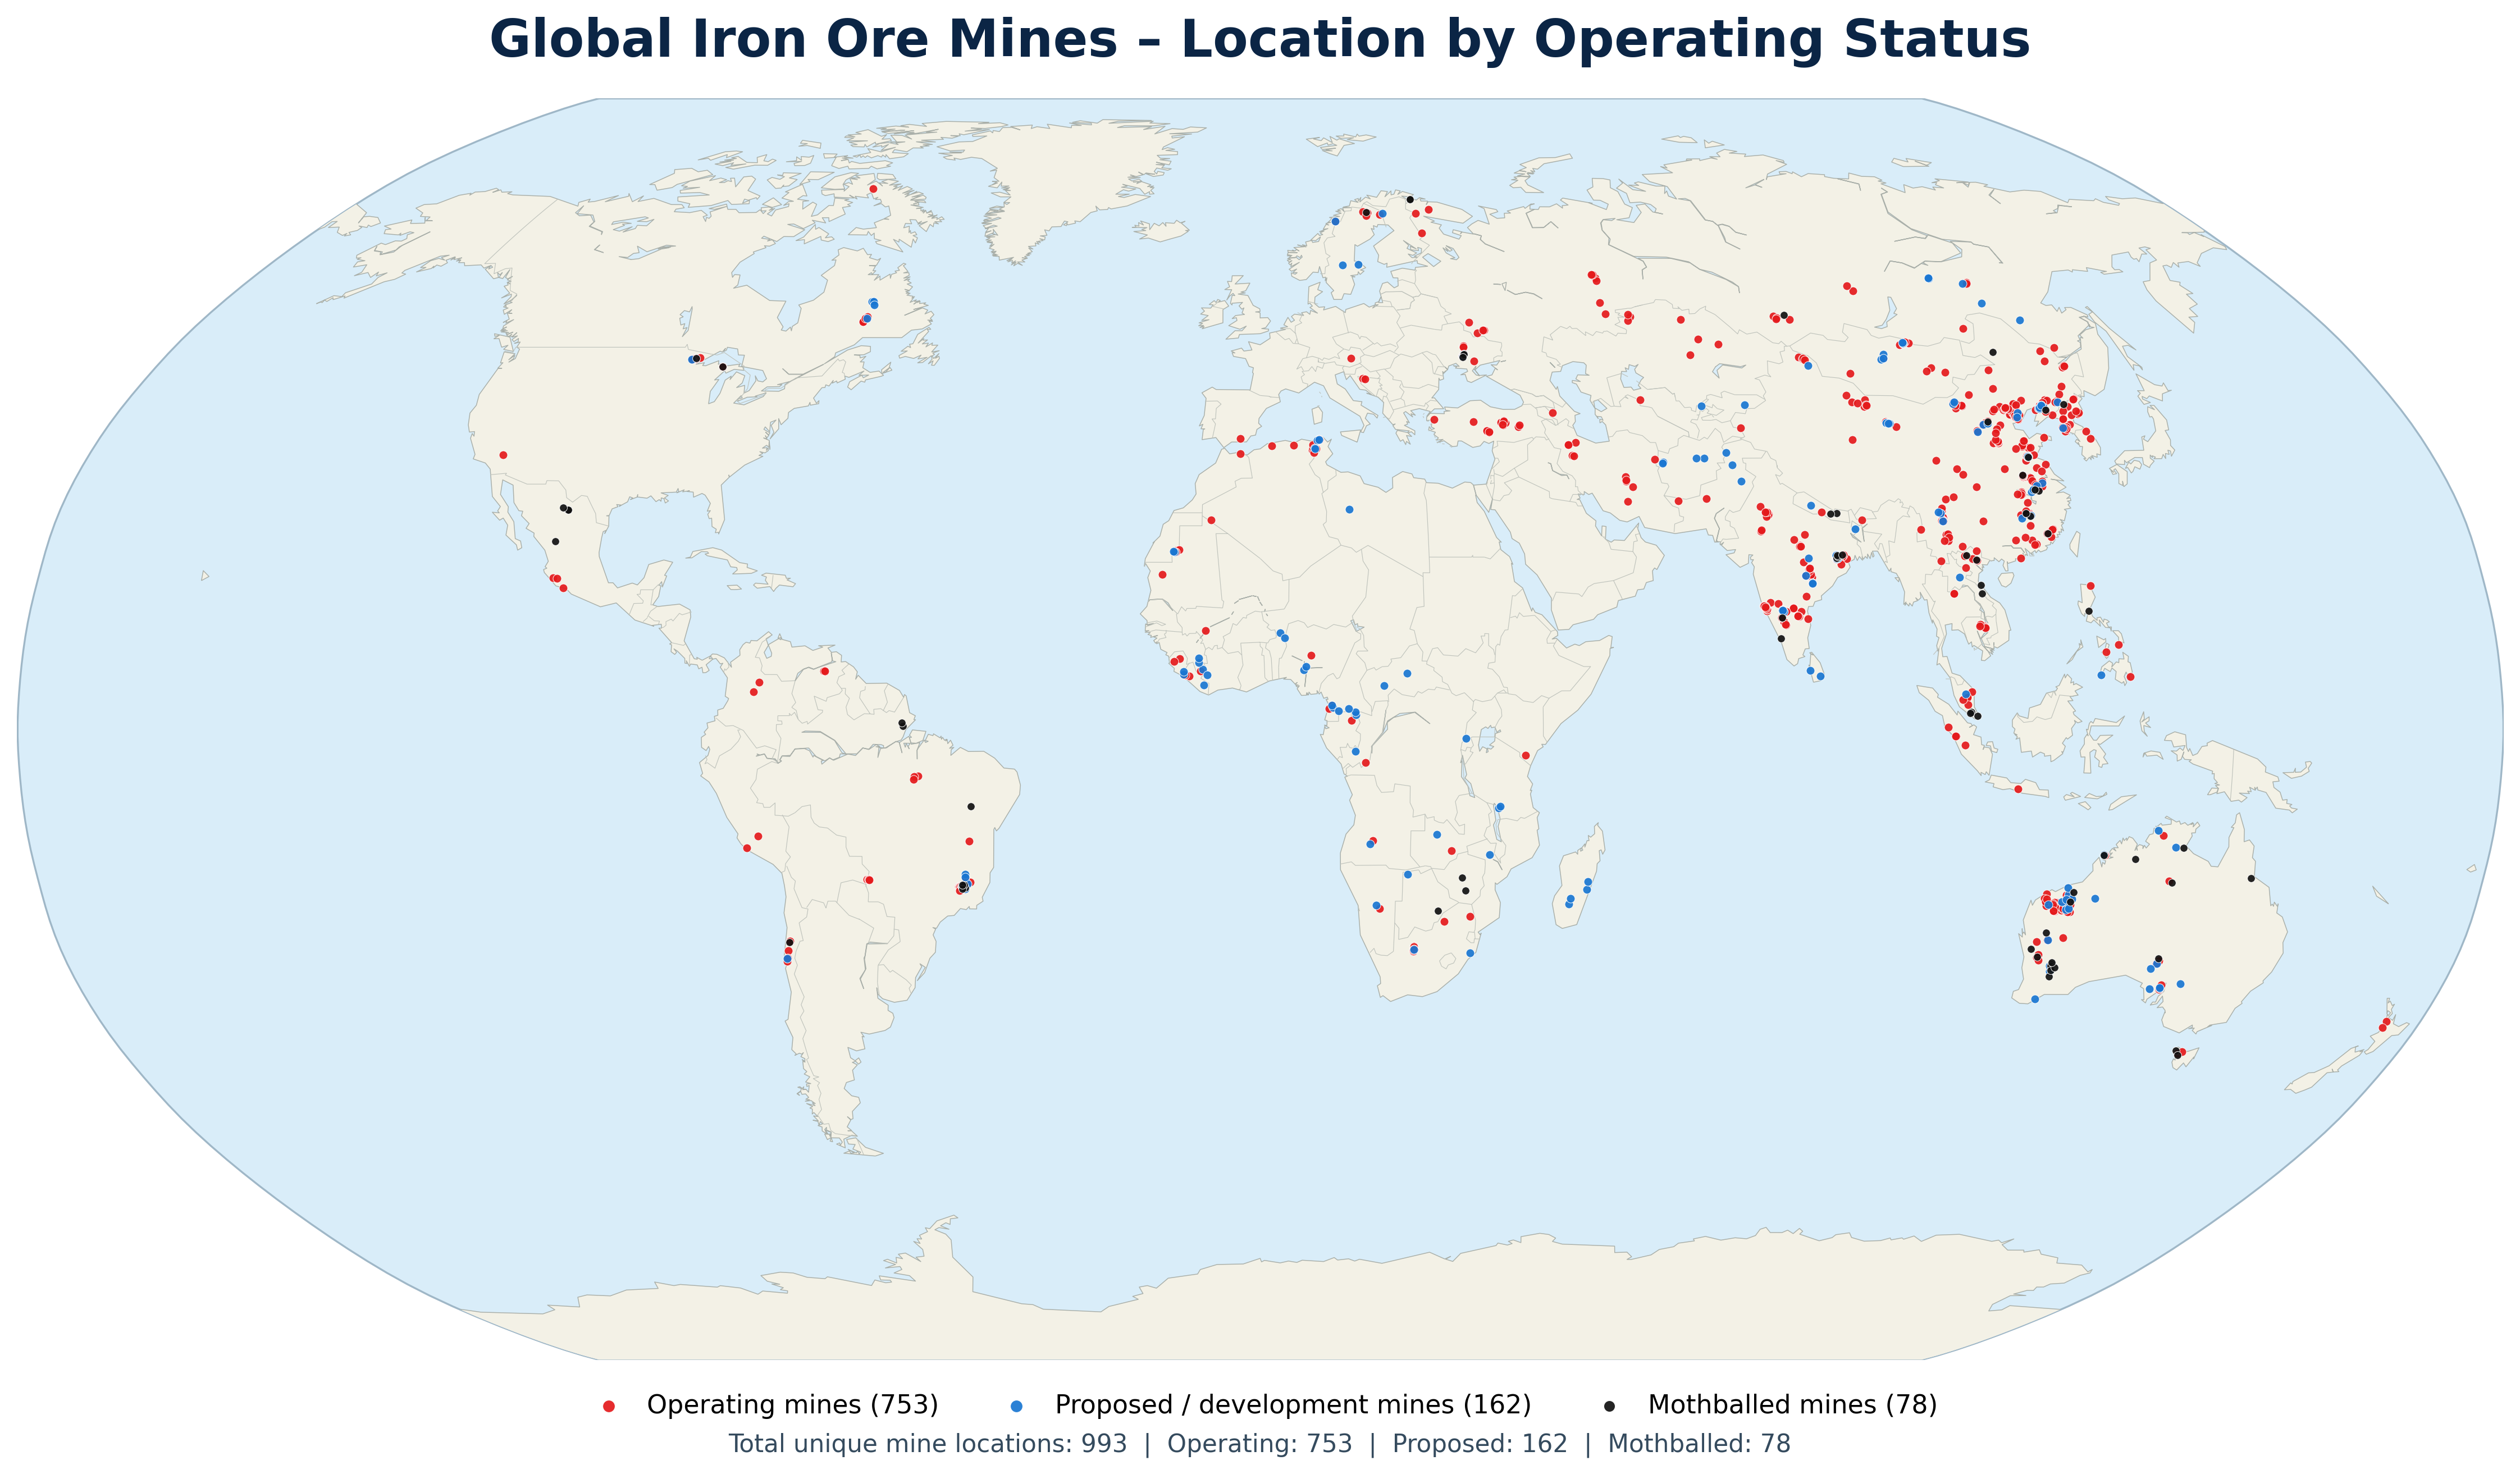 Global Iron Ore Mines – Location by Operating Status
Operating mines (753)
Proposed / development mines (162)
Mothballed mines (78)
Total unique mine locations: 993 | Operating: 753 | Proposed: 162 | Mothballed: 78